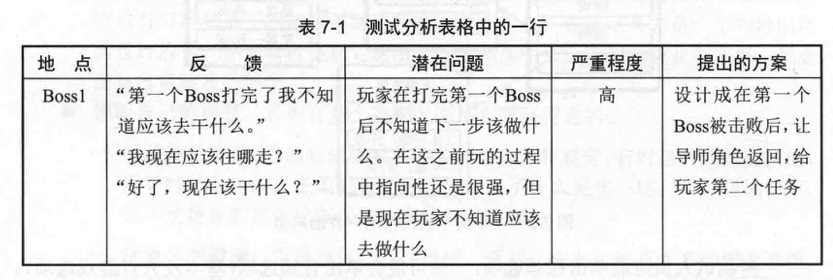 表 7-1 测试分析表格中的一行
地 点 反 馈 潜在问题 严重程度 提出的方案
Boss1 “第一个Boss打完了我不知 玩家在打完第一个Boss 高 设计成在第一个
道应该去干什么。” 后不知道下一步该做什 Boss被击败后，让
“我现在应该往哪走？” 么。在这之前玩的过程 导师角色返回，给
“好了，现在该干什么？” 中指向性还是很强，但 玩家第二个任务
是现在玩家不知道应该
去做什么